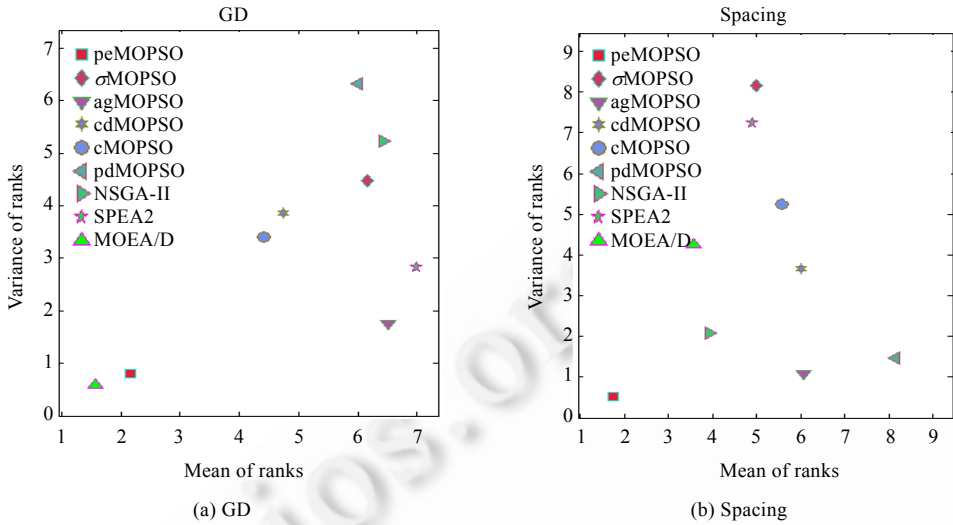 GD
7
6
5
4
3
2
1
0
Variance of ranks
peMOPSO
σMOPSO
agMOPSO
cdMOPSO
cMOPSO
pdMOPSO
NSGA-II
SPEA2
MOEA/D
1 2 4 4 6 6 7
Mean of ranks
(a) GD
Spacing
9
8
7
6
5
4
3
2
1
0
Variance of ranks
peMOPSO
σMOPSO
agMOPSO
cdMOPSO
cMOPSO
pdMOPSO
NSGA-II
SPEA2
MOEA/D
1 2 4 4 5 6 7 8 9
Mean of ranks
(b) Spacing